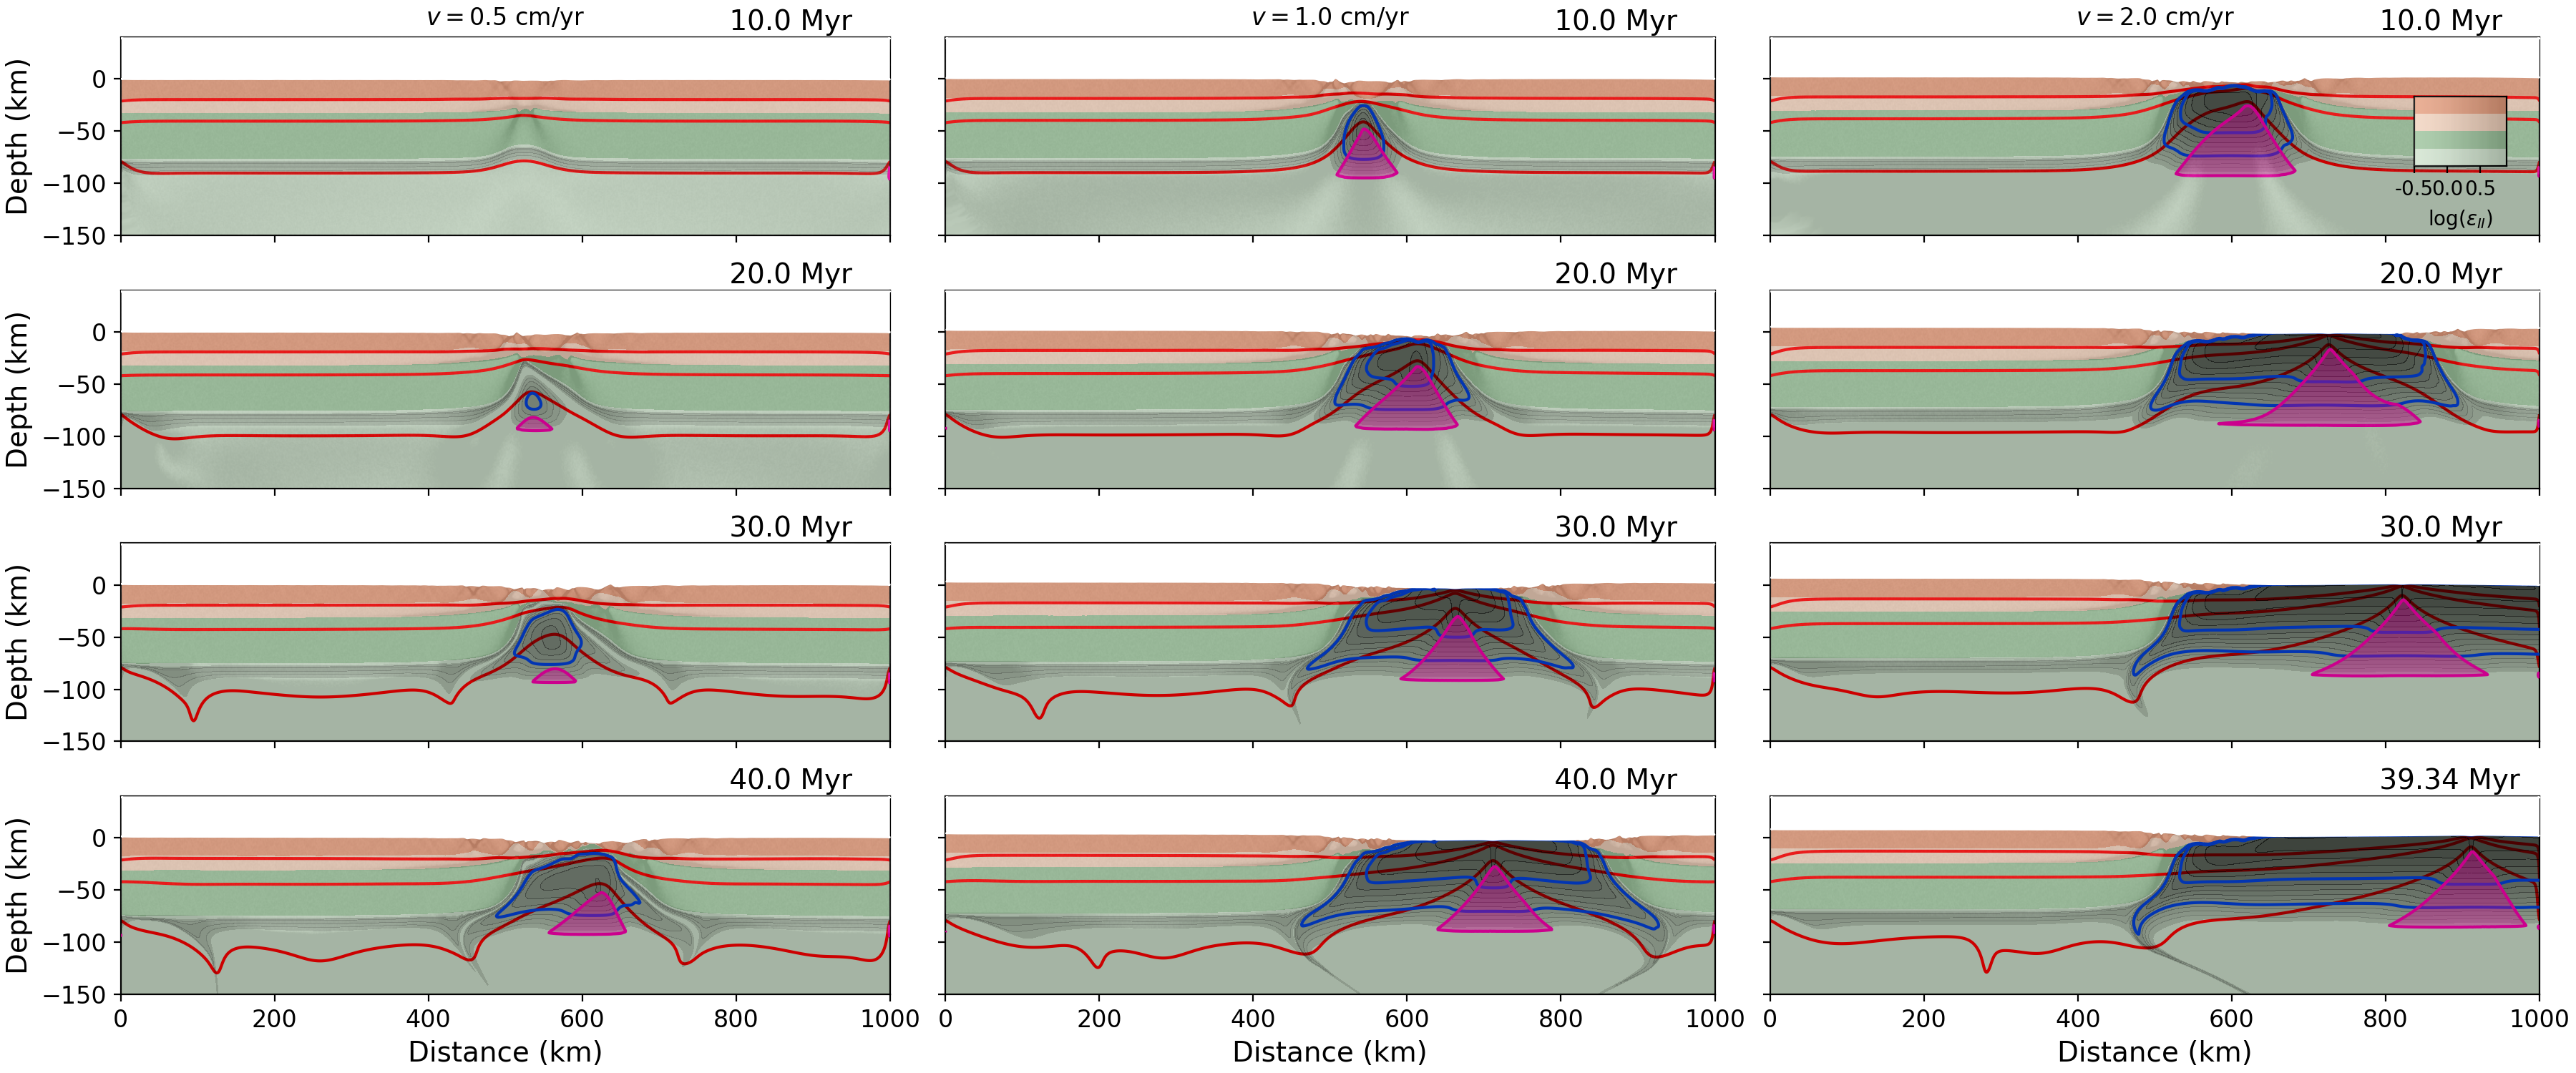 v = 0.5 cm/yr 10.0 Myr v = 1.0 cm/yr 10.0 Myr v = 2.0 cm/yr 10.0 Myr
Depth (km)
0
−50
−100
−150
-0.5 0.0 0.5
log(ε_II)
20.0 Myr 20.0 Myr 20.0 Myr
Depth (km)
0
−50
−100
−150
30.0 Myr 30.0 Myr 30.0 Myr
Depth (km)
0
−50
−100
−150
40.0 Myr 40.0 Myr 39.34 Myr
Depth (km)
0
−50
−100
−150
0 200 400 600 800 1000 0 200 400 600 800 1000 0 200 400 600 800 1000
Distance (km) Distance (km) Distance (km)